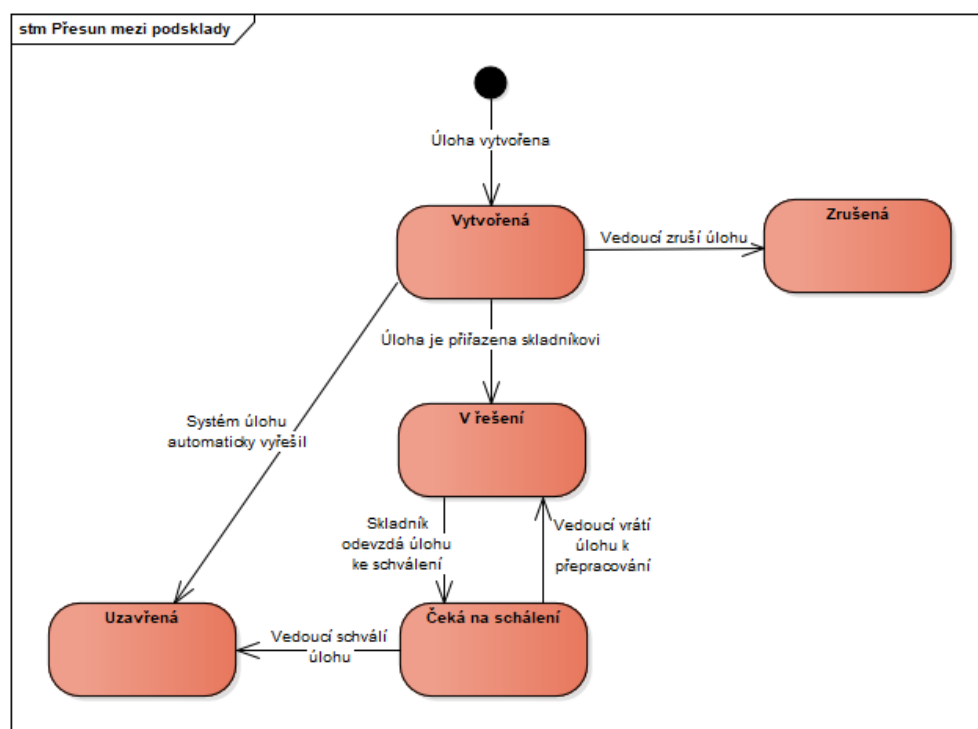 stm Přesun mezi podsklady
Úloha vytvořena
Vytvořená
Zrušená
Vedoucí zruší úlohu
Úloha je přiřazena skladníkovi
Systém úlohu
automaticky vyřešil
V řešení
Skladník
odevzdá úlohu
ke schválení
Vedoucí vrátí
úlohu k
přepracování
Uzavřená
Vedoucí schválí
úlohu
Čeká na schálení